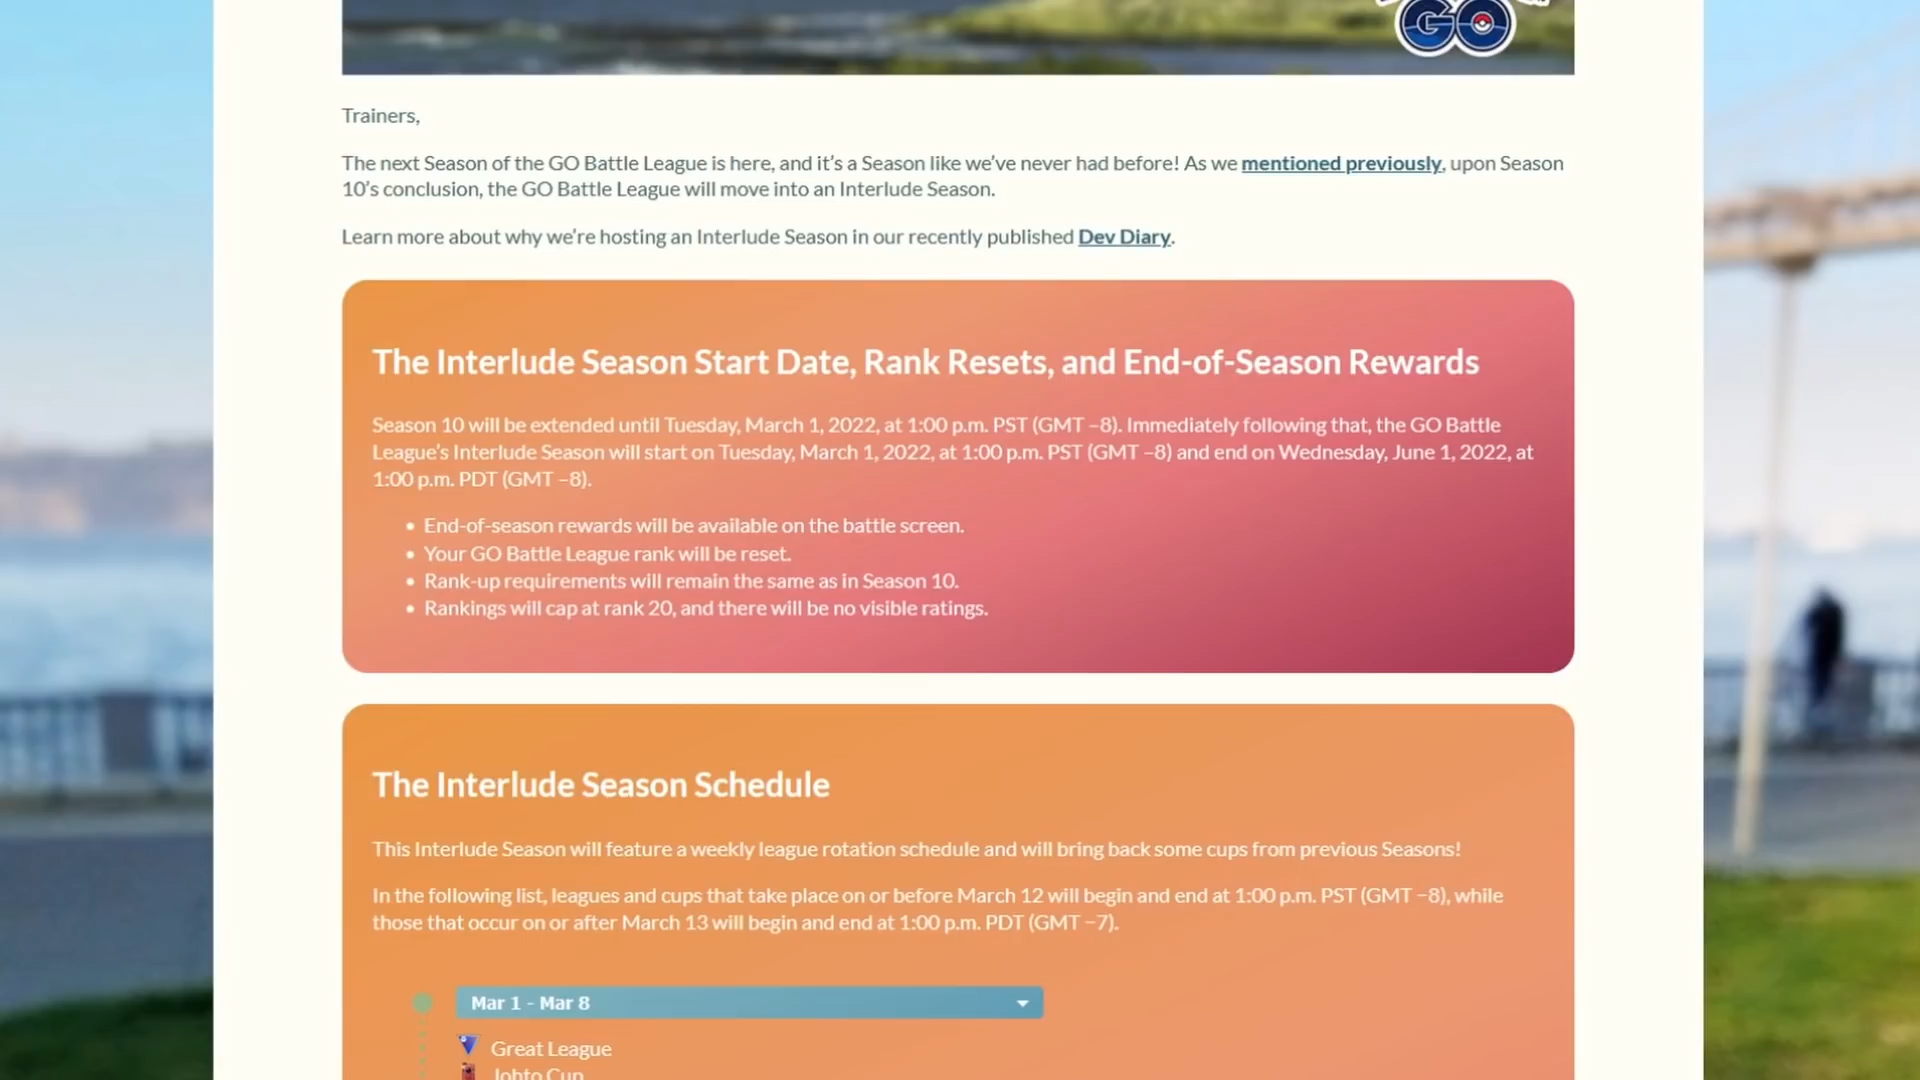 GO
Trainers,
The next Season of the GO Battle League is here, and it's a Season like we've never had before! As we mentioned previously, upon Season
10's conclusion, the GO Battle League will move into an Interlude Season.
Learn more about why we're hosting an Interlude Season in our recently published Dev Diary.
The Interlude Season Start Date, Rank Resets, and End-of-Season Rewards
Season 10 will be extended until Tuesday, March 1, 2022, at 1:00 p.m. PST (GMT −8). Immediately following that, the GO Battle
League's Interlude Season will start on Tuesday, March 1, 2022, at 1:00 p.m. PST (GMT −8) and end on Wednesday, June 1, 2022, at
1:00 p.m. PDT (GMT −8).
• End-of-season rewards will be available on the battle screen.
• Your GO Battle League rank will be reset.
• Rank-up requirements will remain the same as in Season 10.
• Rankings will cap at rank 20, and there will be no visible ratings.
The Interlude Season Schedule
This Interlude Season will feature a weekly league rotation schedule and will bring back some cups from previous Seasons!
In the following list, leagues and cups that take place on or before March 12 will begin and end at 1:00 p.m. PST (GMT −8), while
those that occur on or after March 13 will begin and end at 1:00 p.m. PDT (GMT −7).
Mar 1 - Mar 8
Great League
Johto Cup